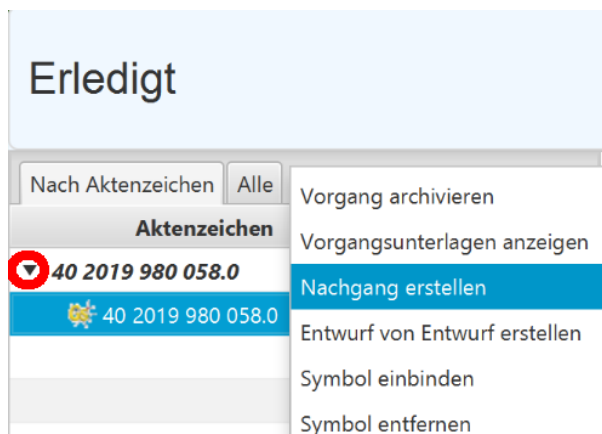 Erledigt
Nach Aktenzeichen Alle
Aktenzeichen
40 2019 980 058.0
40 2019 980 058.0
Vorgang archivieren
Vorgangsunterlagen anzeigen
Nachgang erstellen
Entwurf von Entwurf erstellen
Symbol einbinden
Symbol entfernen